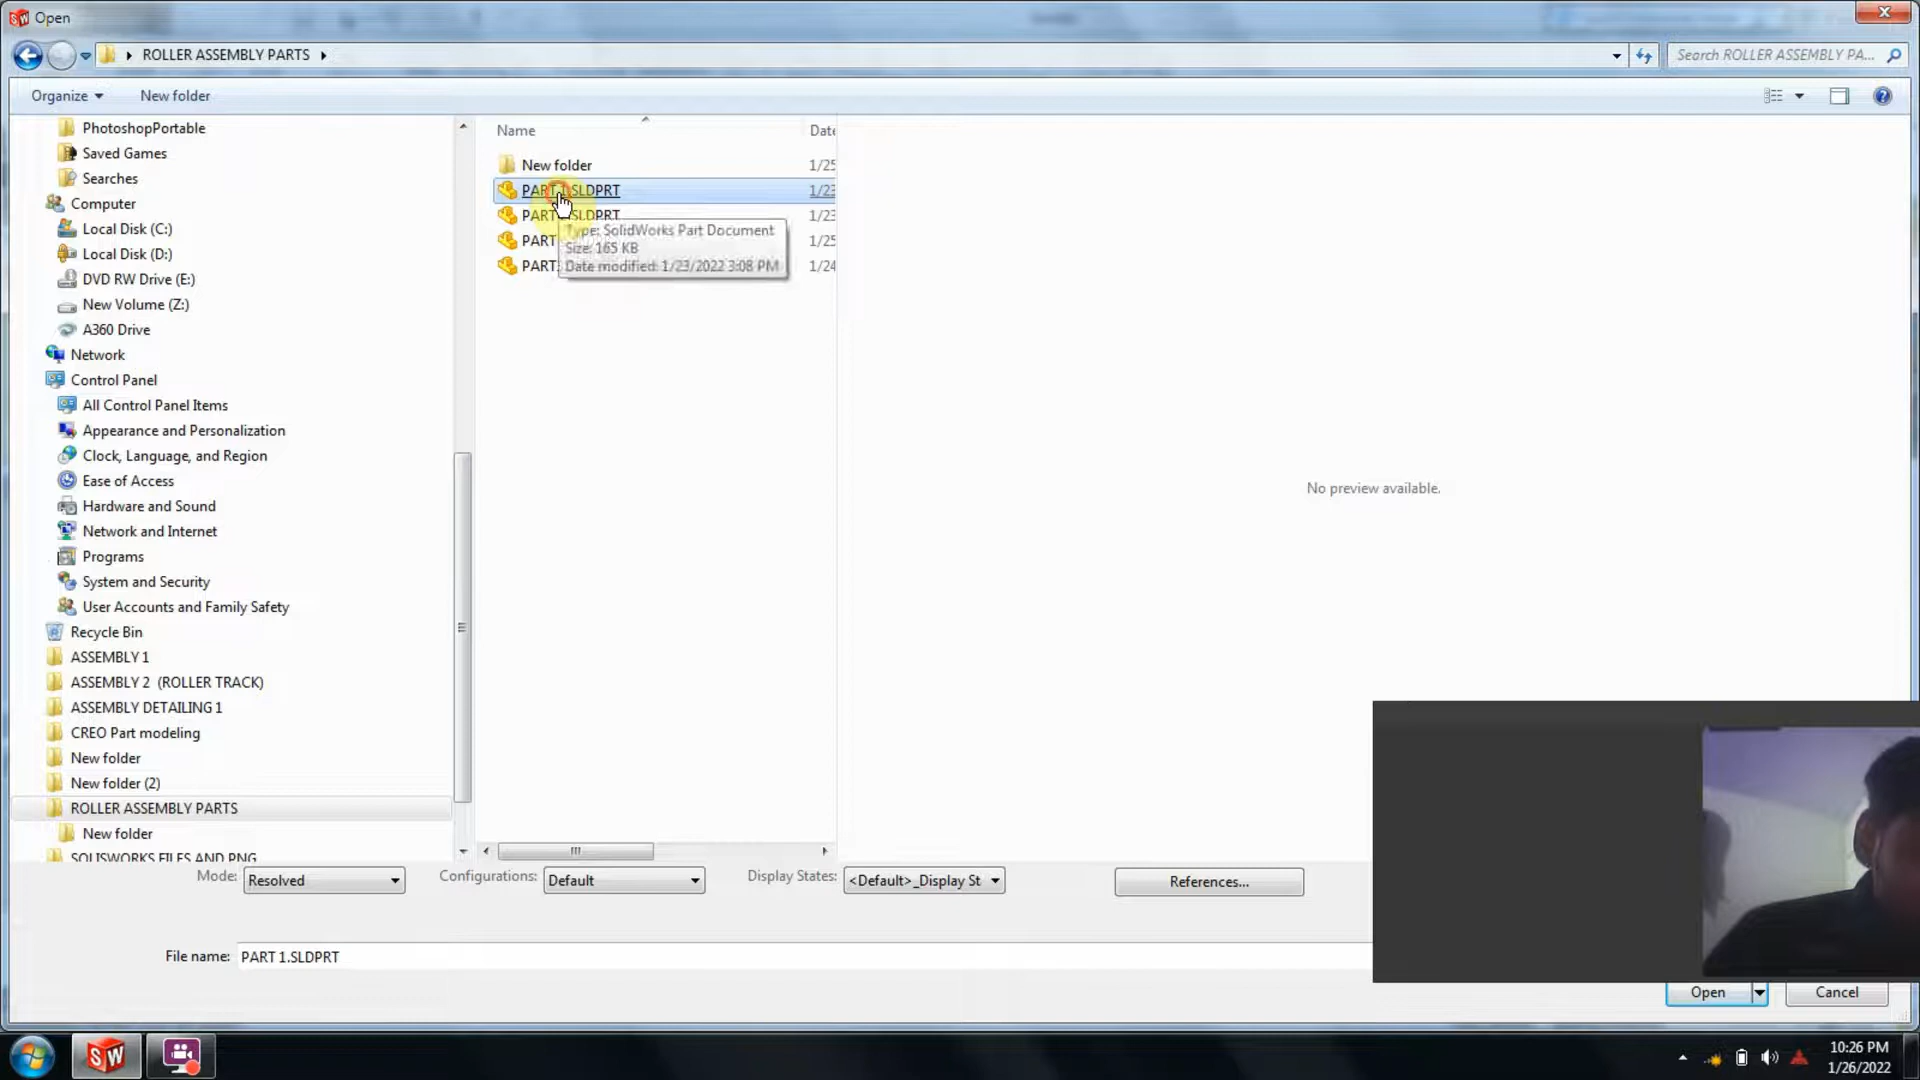 Open
ROLLER ASSEMBLY PARTS
Search ROLLER ASSEMBLY PA...
Organize
New folder
PhotoshopPortable
Saved Games
Searches
Computer
Local Disk (C:)
Local Disk (D:)
DVD RW Drive (E:)
New Volume (Z:)
A360 Drive
Network
Control Panel
All Control Panel Items
Appearance and Personalization
Clock, Language, and Region
Ease of Access
Hardware and Sound
Network and Internet
Programs
System and Security
User Accounts and Family Safety
Recycle Bin
ASSEMBLY 1
ASSEMBLY 2 (ROLLER TRACK)
ASSEMBLY DETAILING 1
CREO Part modeling
New folder
New folder (2)
ROLLER ASSEMBLY PARTS
New folder
SOLISWORKS FILES AND PNG
Name
Date
New folder
1/25
PART 1.SLDPRT
1/23
PART .SLDPRT
1/23
PART
1/25
PART
1/24
Type: SolidWorks Part Document
Size: 165 KB
Date modified: 1/23/2022 3:08 PM
No preview available.
Mode:
Resolved
Configurations:
Default
Display States:
<Default>_Display St
References...
File name:
PART 1.SLDPRT
Open
Cancel
SW
10:26 PM
1/26/2022